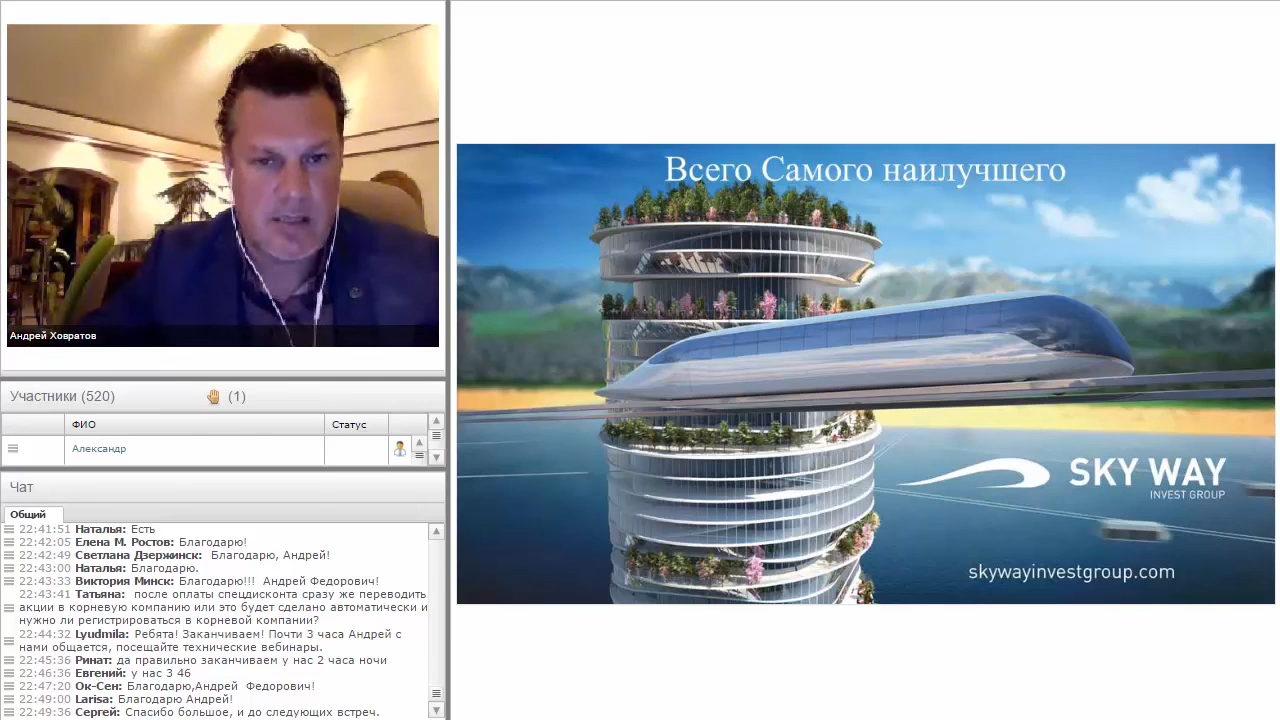 Андрей Ховратов
Участники (520)
(1)
ФИО
Статус
Александр
Чат
Общий
22:41:51 Наталья: Есть
22:42:05 Елена М. Ростов: Благодарю!
22:42:49 Светлана Дзержинск: Благодарю, Андрей!
22:43:00 Наталья: Благодарю.
22:43:33 Виктория Минск: Благодарю!!! Андрей Федорович!
22:43:41 Татьяна: после оплаты спецдисконта сразу же переводить
акции в корневую компанию или это будет сделано автоматически и
нужно ли регистрироваться в корневой компании?
22:44:32 Lyudmila: Ребята! Заканчиваем! Почти 3 часа Андрей с
нами общается, посещайте технические вебинары.
22:45:36 Ринат: да правильно заканчиваем у нас 2 часа ночи
22:46:36 Евгений: у нас 3 46
22:47:20 Ок-Сен: Благодарю,Андрей Федорович!
22:49:00 Larisa: Благодарю Андрей!
22:49:36 Сергей: Спасибо большое, и до следующих встреч.
Всего Самого наилучшего
SKY WAY
INVEST GROUP
skywayinvestgroup.com